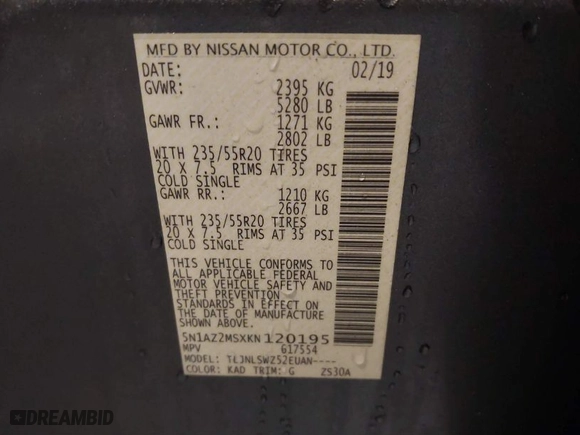 MFD BY NISSAN MOTOR CO., LTD.
DATE: 02/19
GVWR: 2395 KG
5280 LB
GAWR FR.: 1271 KG
2802 LB
WITH 235/55R20 TIRES
20 X 7.5 RIMS AT 35 PSI
COLD SINGLE
GAWR RR.: 1210 KG
2667 LB
WITH 235/55R20 TIRES
20 X 7.5 RIMS AT 35 PSI
COLD SINGLE
THIS VEHICLE CONFORMS TO
ALL APPLICABLE FEDERAL
MOTOR VEHICLE SAFETY AND
THEFT PREVENTION
STANDARDS IN EFFECT ON
THE DATE OF MANUFACTURE
SHOWN ABOVE.
5N1AZ2MSXKN120195
MPV G17554
MODEL: TLJNLSWZ52EUAN----
COLOR: KAD TRIM: G ZS30A
DREAMBID